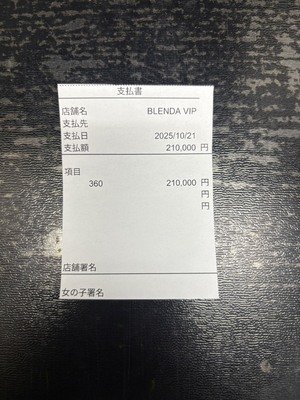 支払書
店舗名 BLENDA VIP
支払先
支払日 2025/10/21
支払額 210,000 円
項目
360 210,000 円
円
円
店舗署名
女の子署名